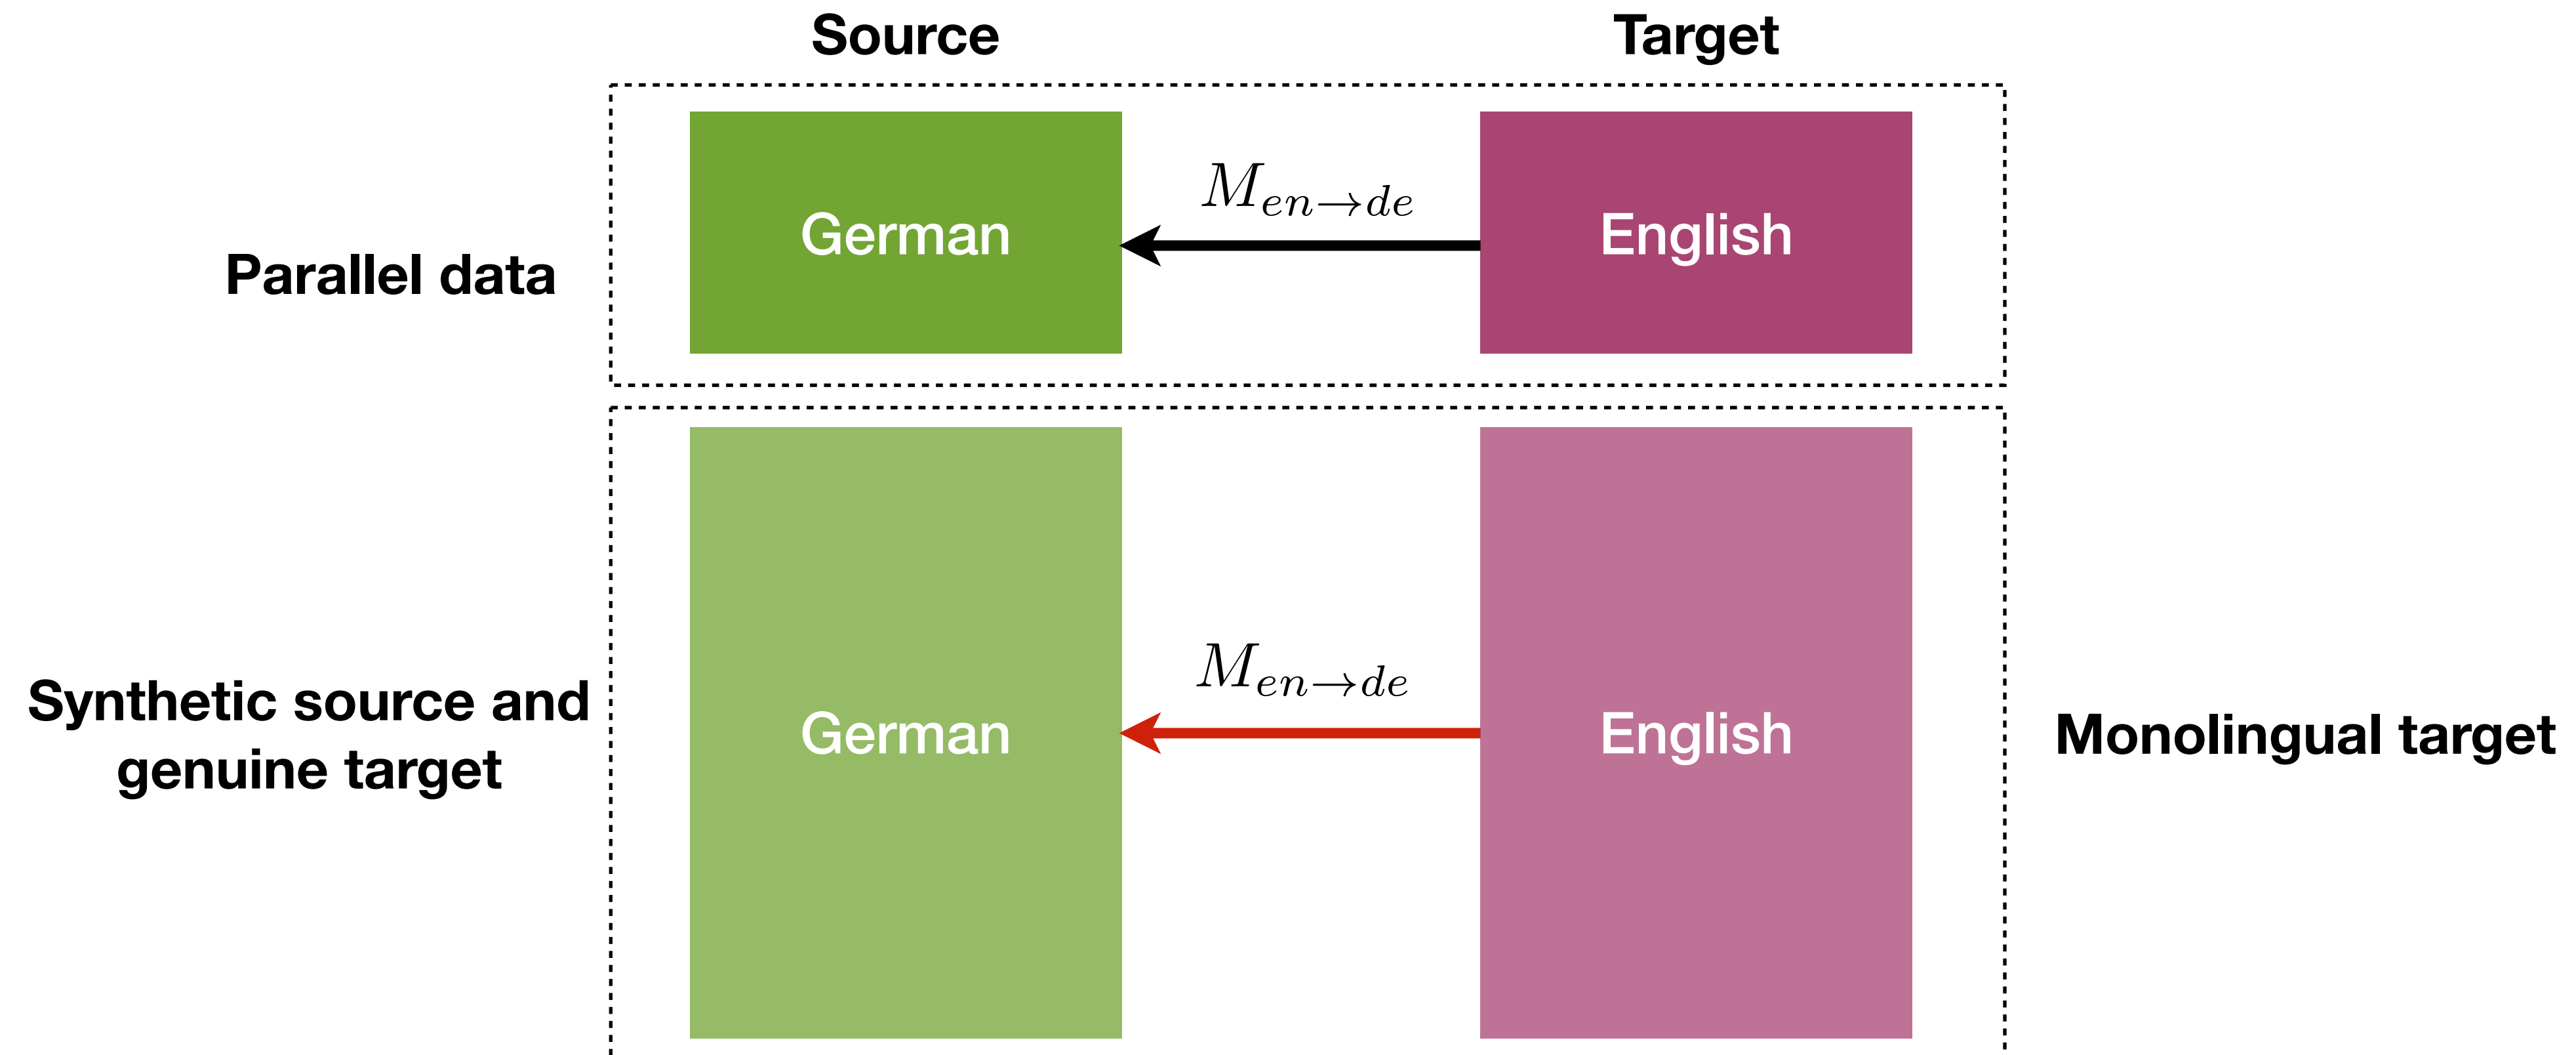 Source
Target
Parallel data
German
M_{en→de}
English
Synthetic source and
genuine target
German
M_{en→de}
English
Monolingual target